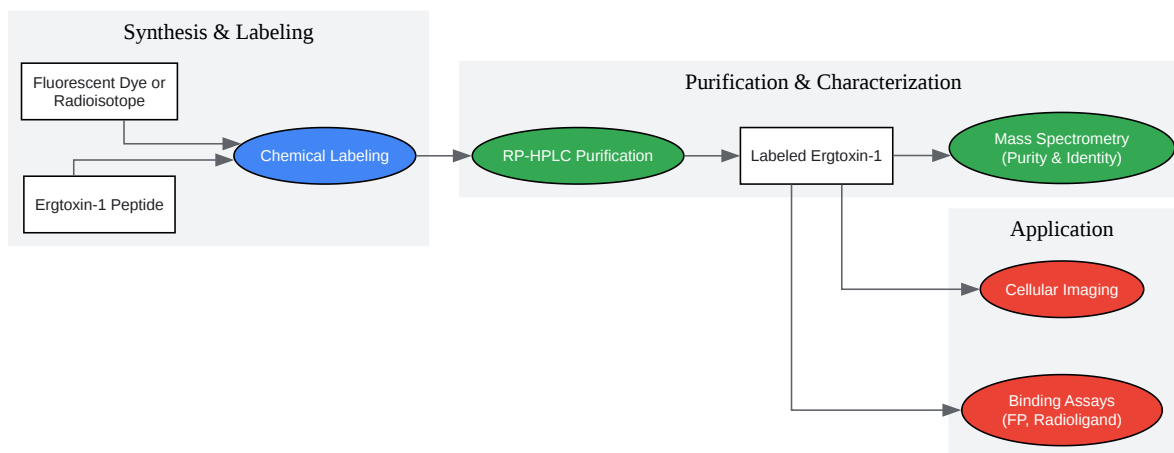 Synthesis & Labeling
Fluorescent Dye or
Radioisotope
Chemical Labeling
Ergtoxin-1 Peptide
Purification & Characterization
RP-HPLC Purification
Labeled Ergtoxin-1
Mass Spectrometry
(Purity & Identity)
Application
Cellular Imaging
Binding Assays
(FP, Radioligand)